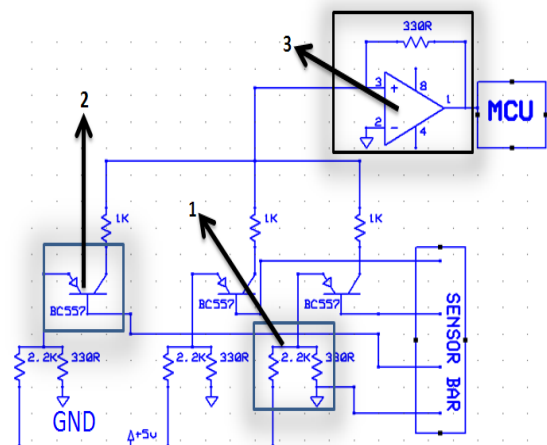 330R
3
3
+
8
1
2
-
4
MCU
2
1K
1
1K
1K
BC557
BC557
BC557
SENSOR BAR
2.2K
330R
2.2K
330R
2.2K
330R
GND
+5v